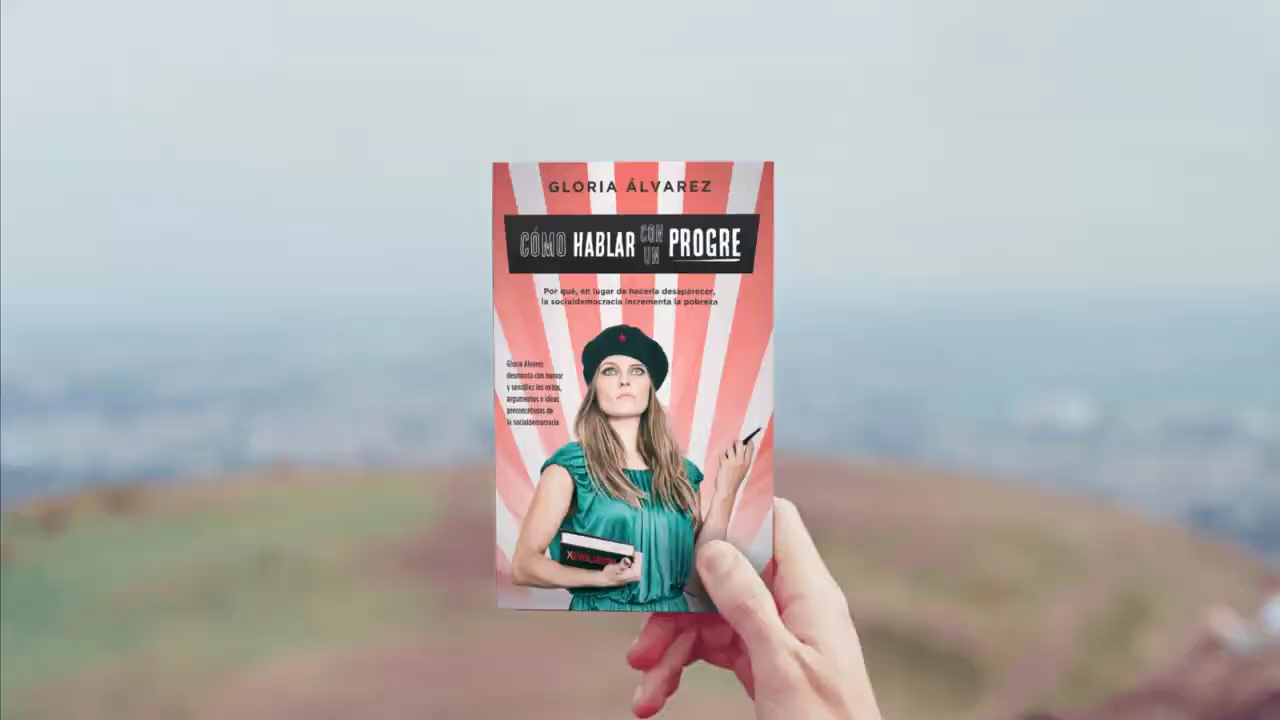 GLORIA ÁLVAREZ
CÓMO HABLAR CON UN PROGRE
Por qué, en lugar de hacerla desaparecer,
la socialdemocracia incrementa la pobreza
Gloria Álvarez
desmonta con humor
y sencillez los mitos,
argumentos e ideas
preconcebidas de
la socialdemocracia